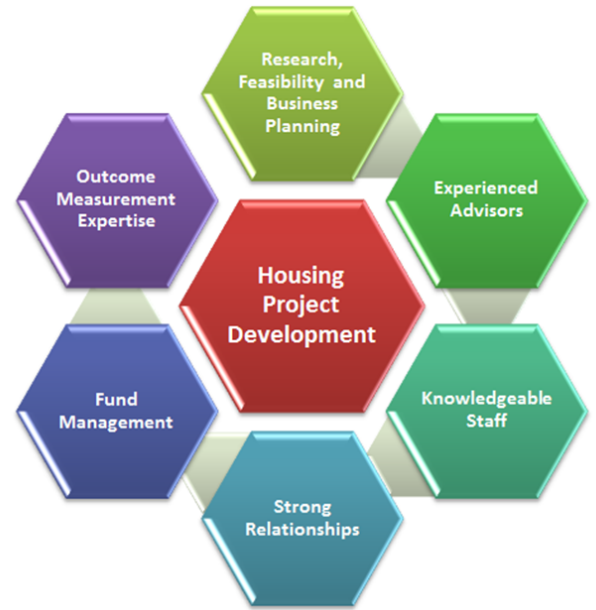 Research,
Feasibility and
Business
Planning
Experienced
Advisors
Knowledgeable
Staff
Strong
Relationships
Fund
Management
Outcome
Measurement
Expertise
Housing
Project
Development